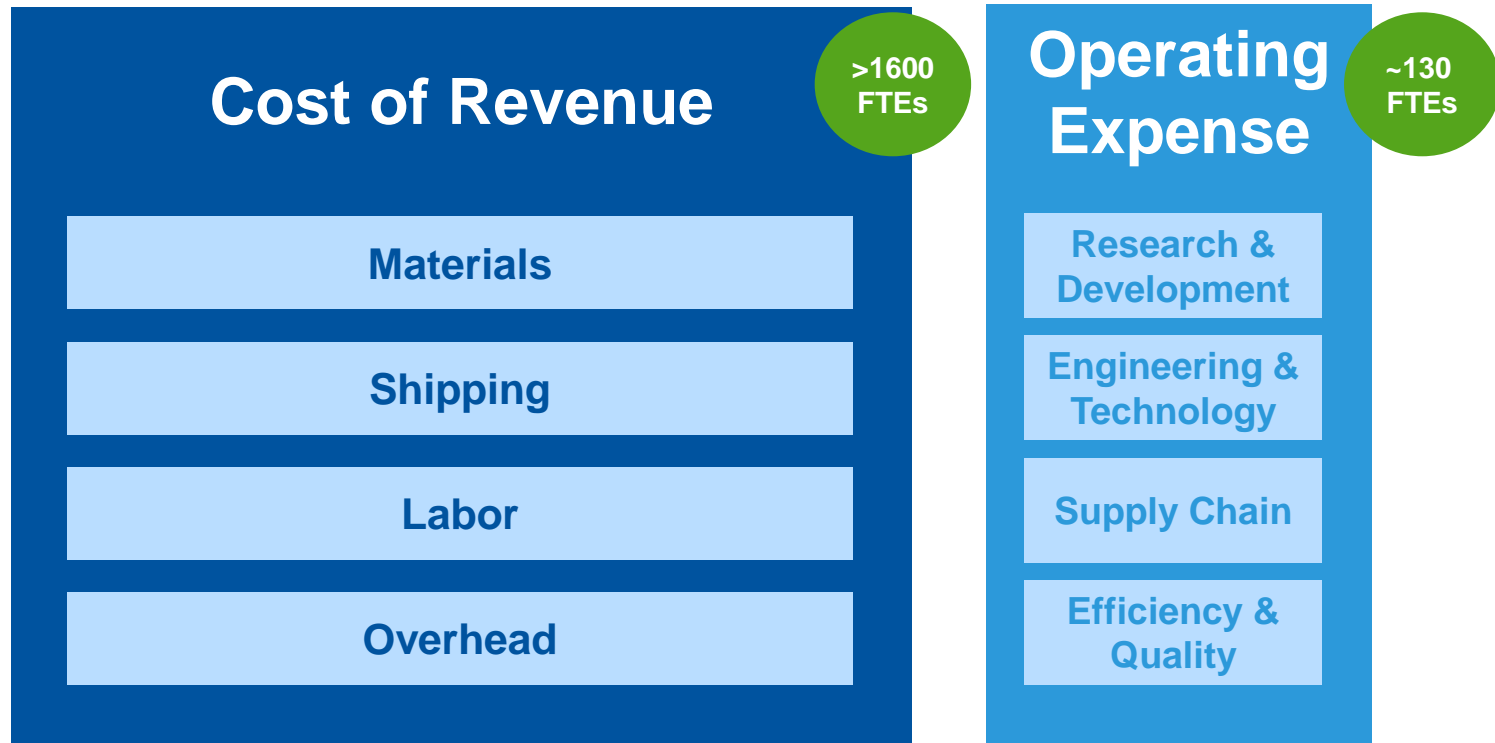 Cost of Revenue
>1600
FTEs
Materials
Shipping
Labor
Overhead
Operating
Expense
~130
FTEs
Research &
Development
Engineering &
Technology
Supply Chain
Efficiency &
Quality